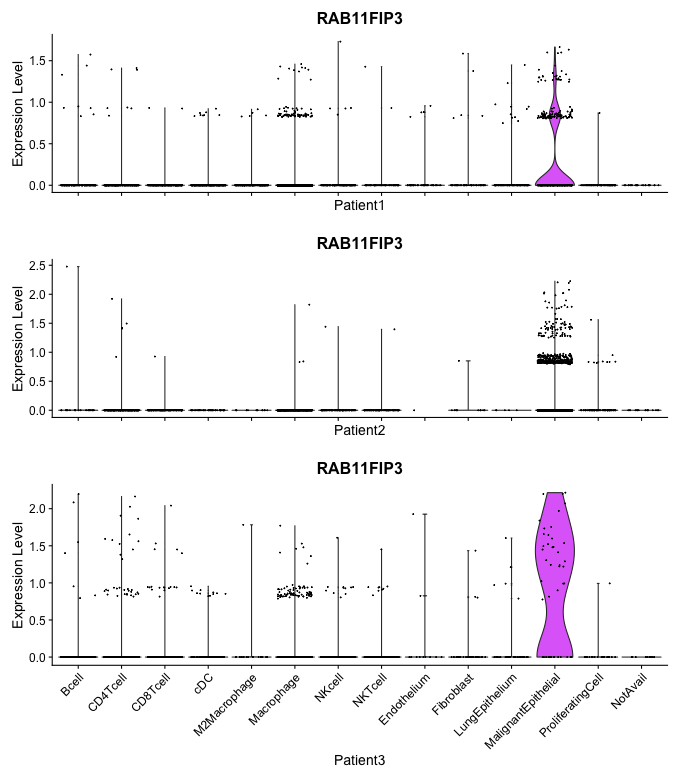 RAB11FIP3
Expression Level
1.5
1.0
0.5
0.0
Patient1
RAB11FIP3
Expression Level
2.5
2.0
1.5
1.0
0.5
0.0
Patient2
RAB11FIP3
Expression Level
2.0
1.5
1.0
0.5
0.0
Bcell
CD4Tcell
CD8Tcell
cDC
M2Macrophage
Macrophage
NKcell
NKTcell
Endothelium
Fibroblast
LungEpithelium
MalignantEpithelial
ProliferatingCell
NotAvail
Patient3